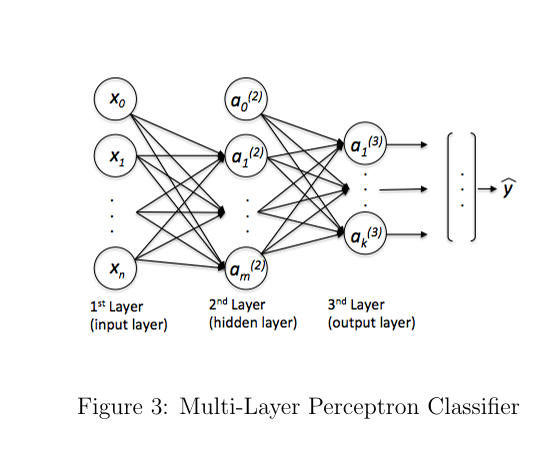 x0
a0(2)
x1
a1(2)
a1(3)
ŷ
ak(3)
xn
am(2)
1st Layer
(input layer)
2nd Layer
(hidden layer)
3nd Layer
(output layer)
Figure 3: Multi-Layer Perceptron Classifier